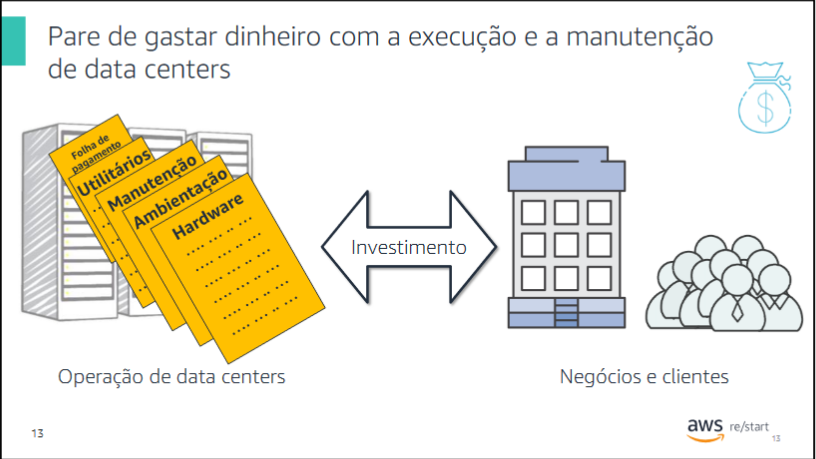 Pare de gastar dinheiro com a execução e a manutenção
de data centers
$
Folha de
pagamento
Utilitários
Manutenção
Ambientação
Hardware
Investimento
Operação de data centers
Negócios e clientes
13
aws re/start
13